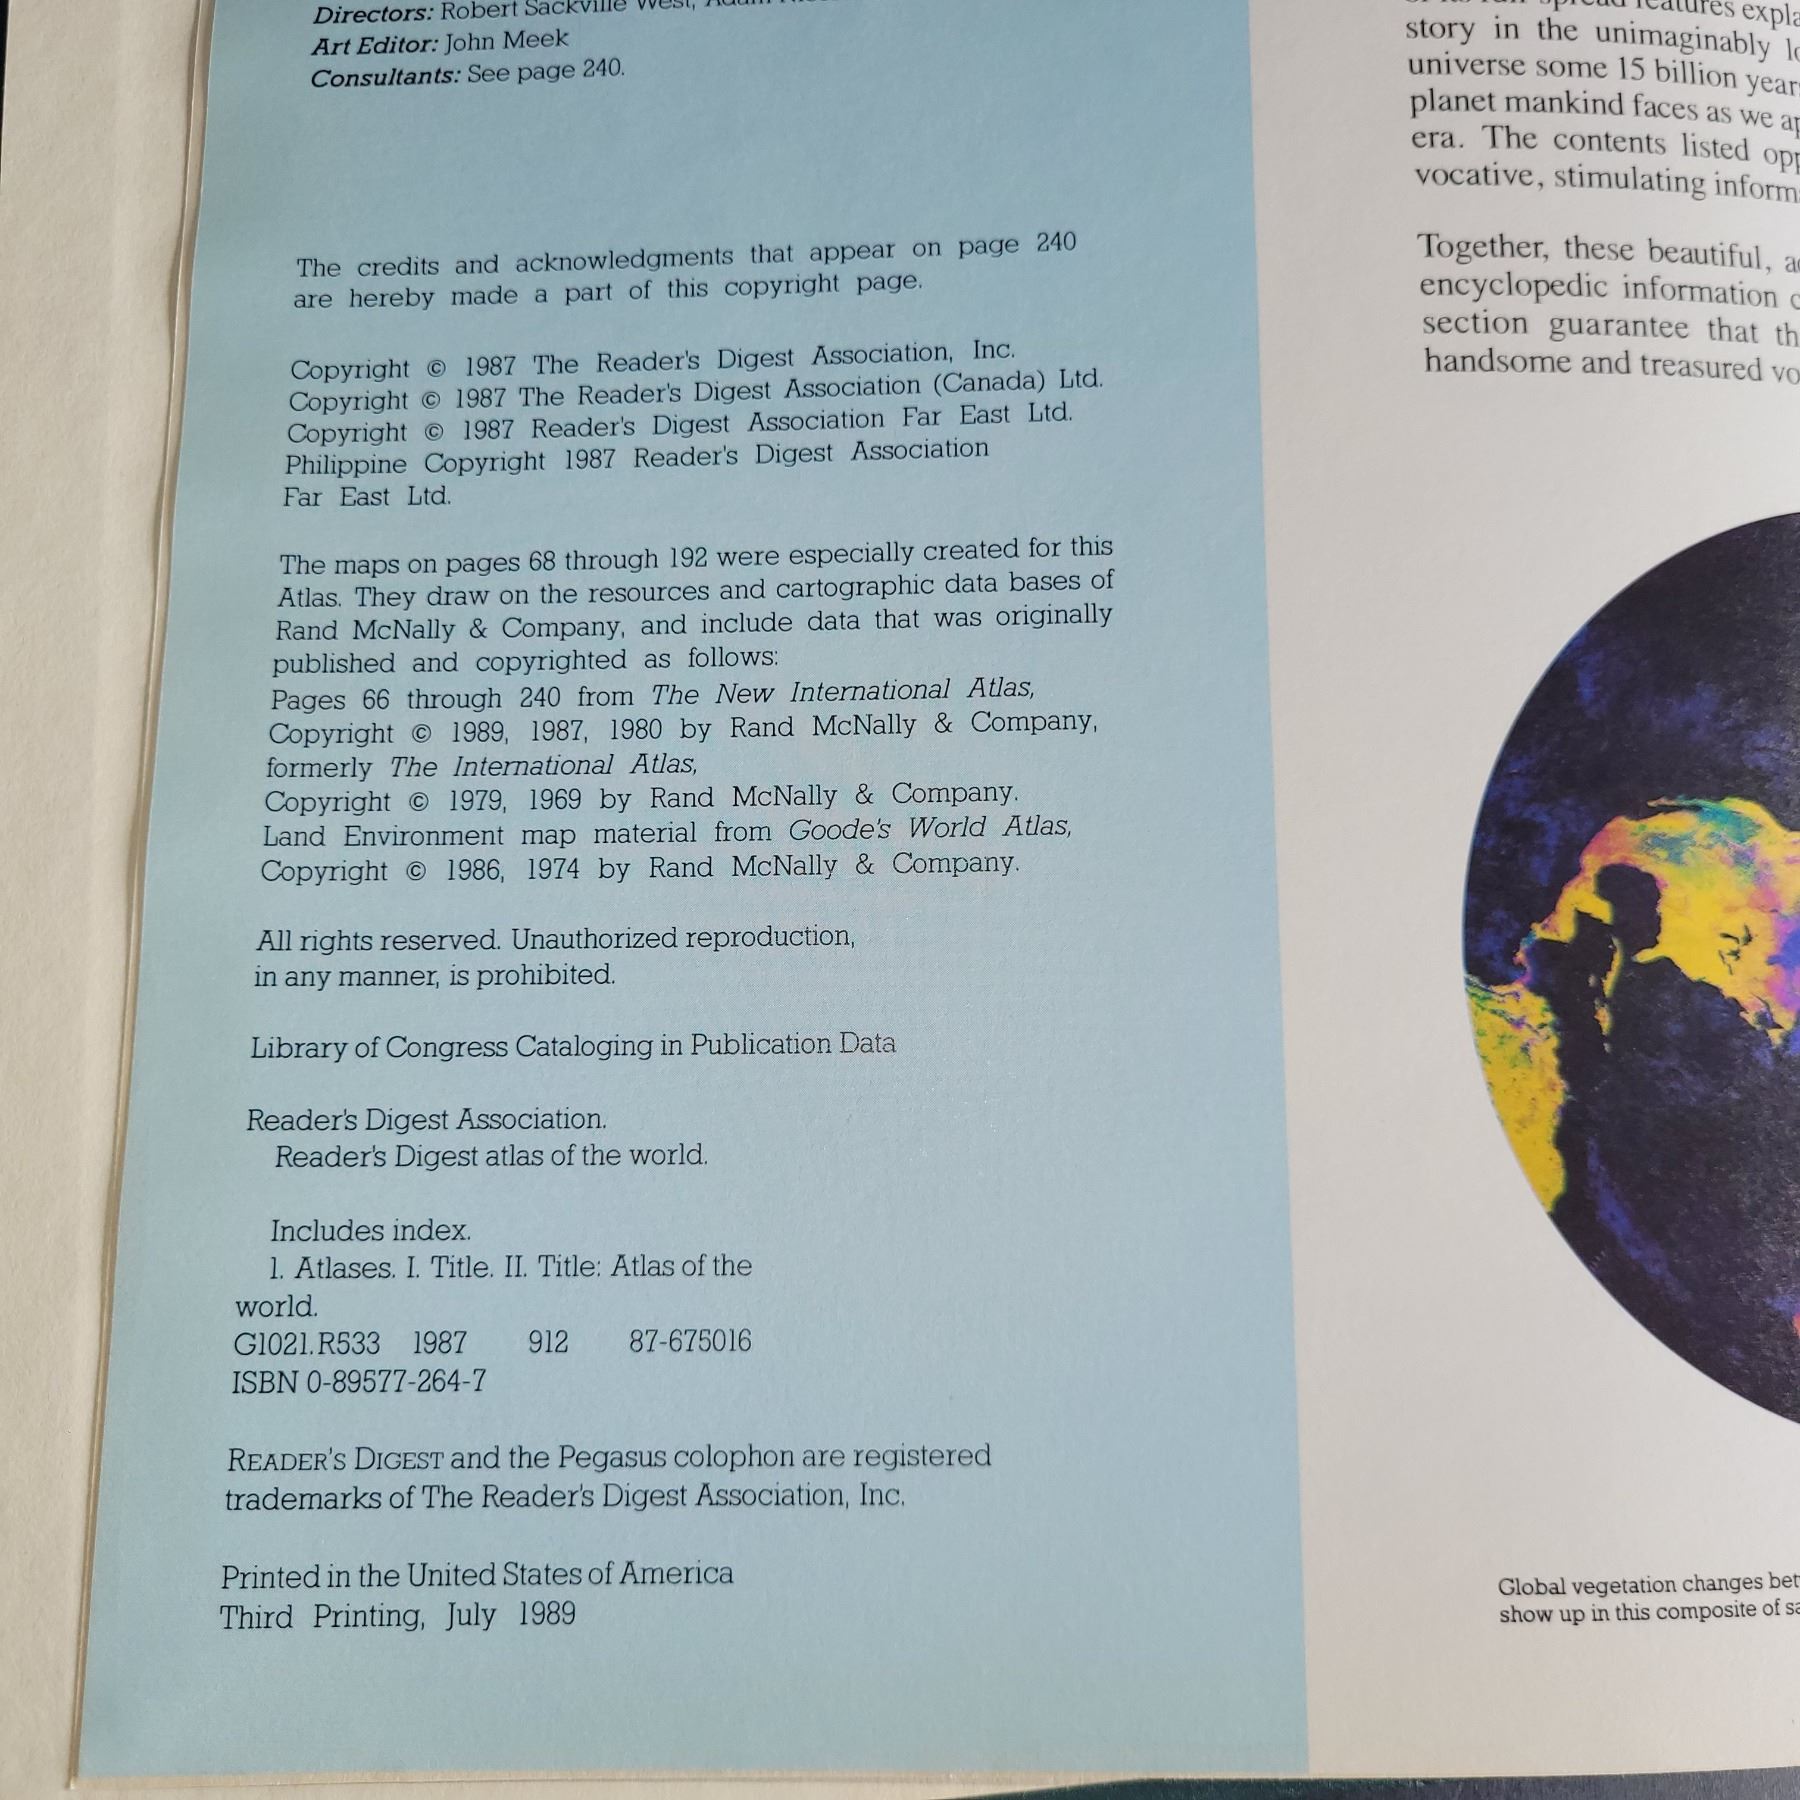 Directors: Robert Sackville West,
Art Editor: John Meek
Consultants: See page 240.
The credits and acknowledgments that appear on page 240
are hereby made a part of this copyright page.
Copyright © 1987 The Reader's Digest Association, Inc.
Copyright © 1987 The Reader's Digest Association (Canada) Ltd.
Copyright © 1987 Reader's Digest Association Far East Ltd.
Philippine Copyright 1987 Reader's Digest Association
Far East Ltd.
The maps on pages 68 through 192 were especially created for this
Atlas. They draw on the resources and cartographic data bases of
Rand McNally & Company, and include data that was originally
published and copyrighted as follows:
Pages 66 through 240 from The New International Atlas,
Copyright © 1989, 1987, 1980 by Rand McNally & Company,
formerly The International Atlas,
Copyright © 1979, 1969 by Rand McNally & Company.
Land Environment map material from Goode's World Atlas,
Copyright © 1986, 1974 by Rand McNally & Company.
All rights reserved. Unauthorized reproduction,
in any manner, is prohibited.
Library of Congress Cataloging in Publication Data
Reader's Digest Association.
Reader's Digest atlas of the world.
Includes index.
1. Atlases. I. Title. II. Title: Atlas of the
world.
G1021.R533 1987 912 87-675016
ISBN 0-89577-264-7
READER'S DIGEST and the Pegasus colophon are registered
trademarks of The Reader's Digest Association, Inc.
Printed in the United States of America
Third Printing, July 1989
spread features
story in the unimaginably
universe some 15 billion
planet mankind faces as we
era. The contents listed
vocative, stimulating
Together, these beautiful,
encyclopedic information
section guarantee that
handsome and treasured
Global vegetation changes
show up in this composite of